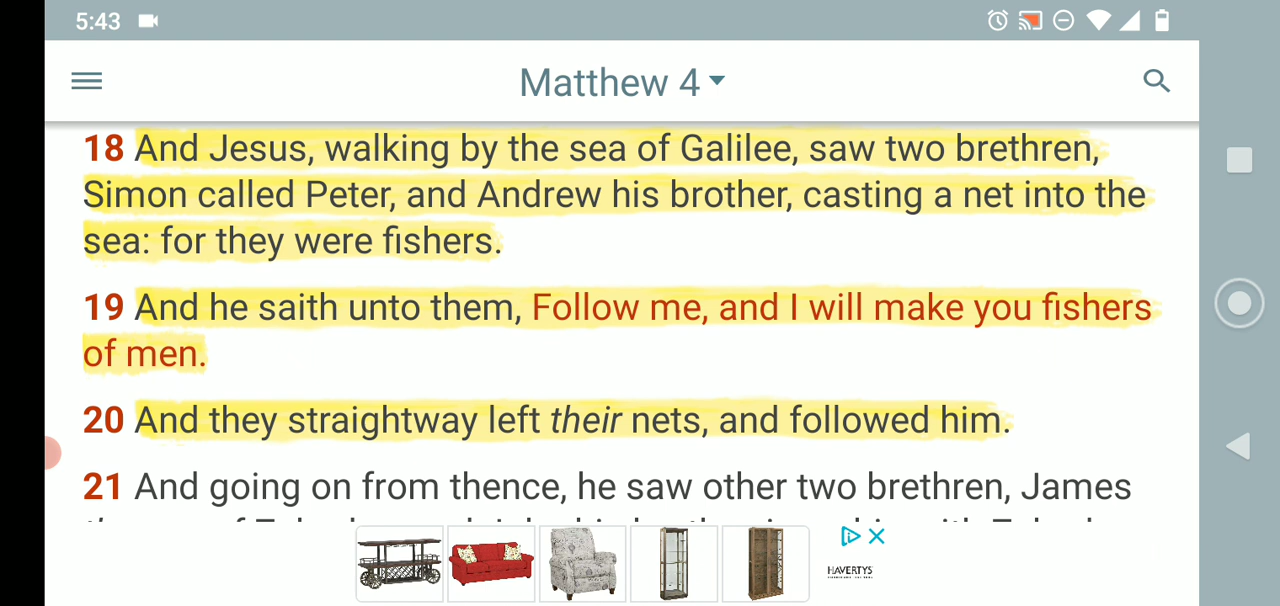 5:43
Matthew 4
18 And Jesus, walking by the sea of Galilee, saw two brethren,
Simon called Peter, and Andrew his brother, casting a net into the
sea: for they were fishers.
19 And he saith unto them, Follow me, and I will make you fishers
of men.
20 And they straightway left their nets, and followed him.
21 And going on from thence, he saw other two brethren, James
HAVERTYS